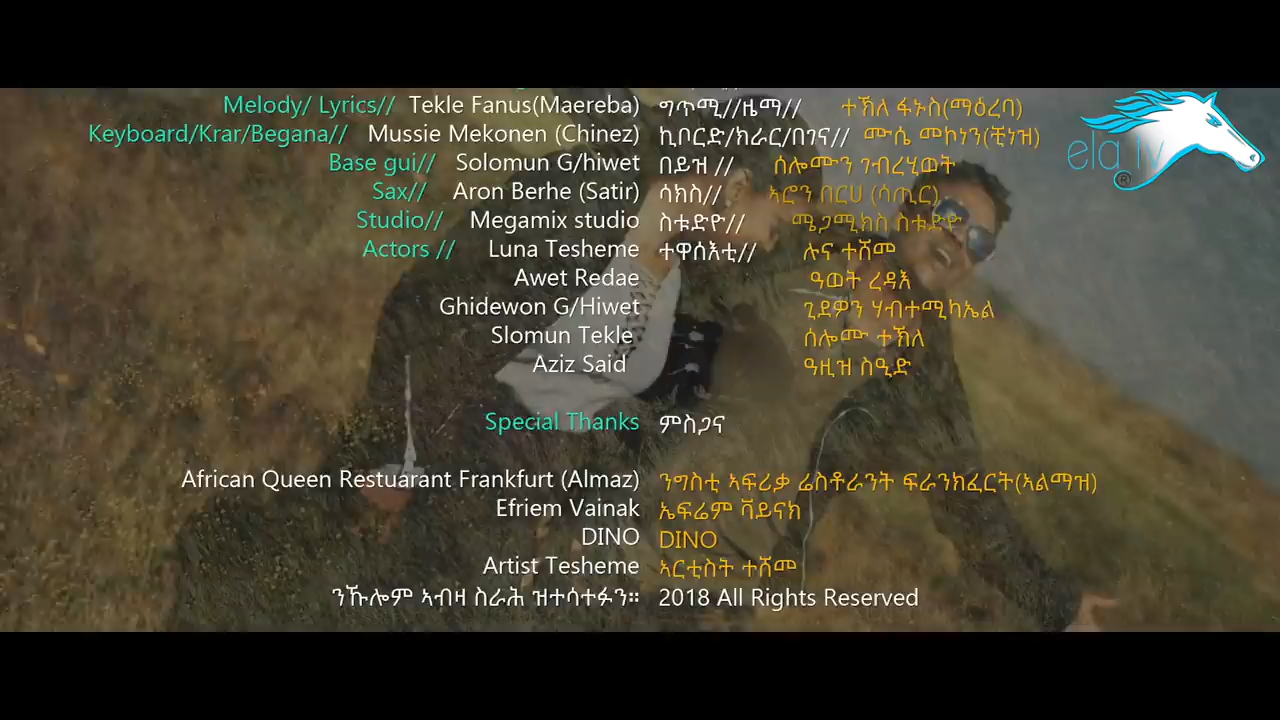 Melody/ Lyrics// Tekle Fanus(Maereba) ግጥሚ//ዜማ// ተኽለ ፋኑስ(ማዕረባ)
Keyboard/Krar/Begana// Mussie Mekonen (Chinez) ኪቦርድ/ክራር/በገና// ሙሴ መኮነን(ቺነዝ)
Base gui// Solomun G/hiwet በይዝ // ሰሎሙን ገብረሂወት
Sax// Aron Berhe (Satir) ሳክስ// ኣሮን በርሀ (ሳጢር)
Studio// Megamix studio ስቱድዮ// ሜጋሚክስ ስቱድዮ
Actors // Luna Tesheme ተዋሰእቲ// ሉና ተሸመ
Awet Redae ዓወት ረዳእ
Ghidewon G/Hiwet ጊደዎን ሃብተሚካኤል
Slomun Tekle ሰሎሙ ተኽለ
Aziz Said ዓዚዝ ስዒድ
Special Thanks ምስጋና
African Queen Restuarant Frankfurt (Almaz) ንግስቲ ኣፍሪቃ ሬስቶራንት ፍራንክፈርት(ኣልማዝ)
Efriem Vainak ኤፍሬም ቫይናክ
DINO DINO
Artist Tesheme ኣርቲስት ተሸመ
ንኹሎም ኣብዛ ስራሕ ዝተሳተፉን። 2018 All Rights Reserved
ela tv